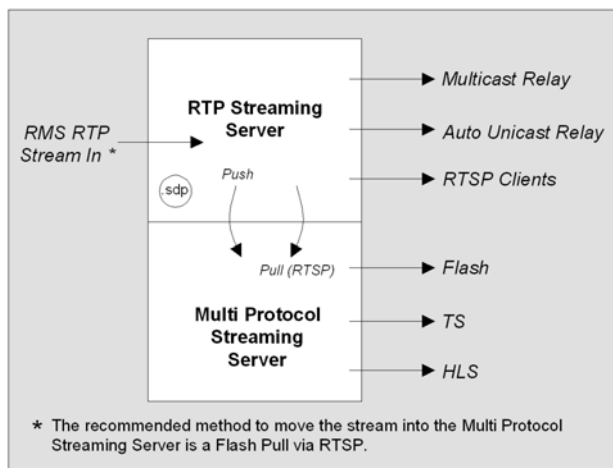 Multicast Relay
RTP Streaming
Server
RMS RTP
Stream In *
Auto Unicast Relay
.sdp
Push
RTSP Clients
Pull (RTSP)
Flash
Multi Protocol
Streaming
Server
TS
HLS
* The recommended method to move the stream into the Multi Protocol
Streaming Server is a Flash Pull via RTSP.